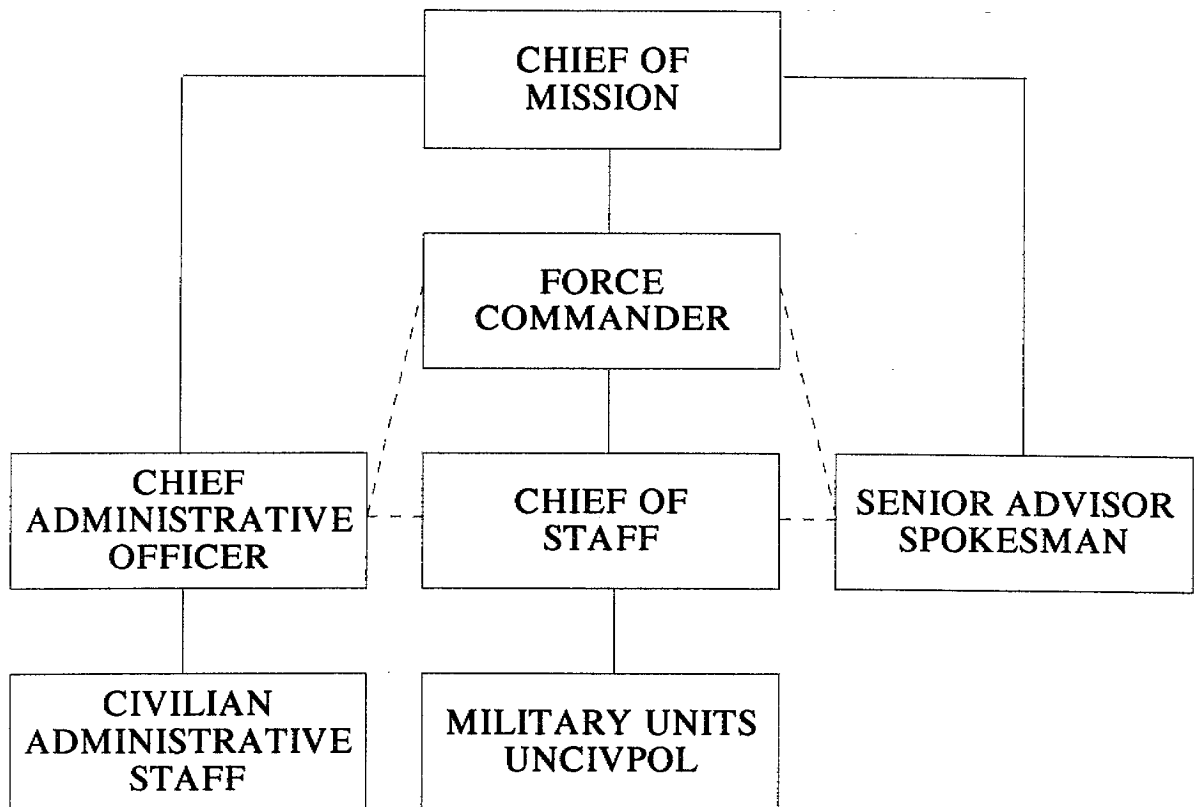 CHIEF OF
MISSION
FORCE
COMMANDER
CHIEF
ADMINISTRATIVE
OFFICER
CHIEF OF
STAFF
SENIOR ADVISOR
SPOKESMAN
CIVILIAN
ADMINISTRATIVE
STAFF
MILITARY UNITS
UNCIVPOL